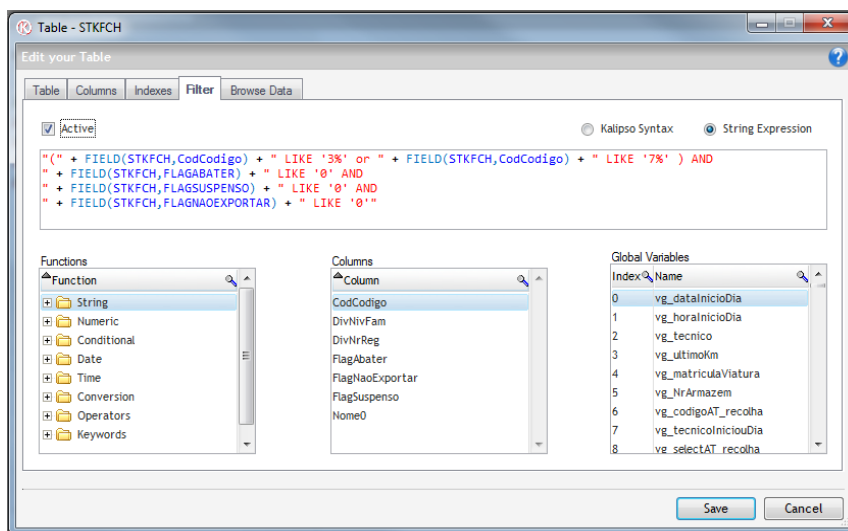 Table - STKFCH
Edit your Table
Table Columns Indexes Filter Browse Data
Active
Kalipso Syntax
String Expression
"(" + FIELD(STKFCH,CodCodigo) + " LIKE '3%' or " + FIELD(STKFCH,CodCodigo) + " LIKE '7%' ) AND
" + FIELD(STKFCH,FLAGABATER) + " LIKE '0' AND
" + FIELD(STKFCH,FLAGSUSPENSO) + " LIKE '0' AND
" + FIELD(STKFCH,FLAGNAOEXPORTAR) + " LIKE '0'"
Functions
Function
String
Numeric
Conditional
Date
Time
Conversion
Operators
Keywords
Columns
Column
CodCodigo
DivNivFam
DivNrReg
FlagAbater
FlagNaoExportar
FlagSuspenso
Nome0
Global Variables
Index Name
0 vg_dataInicioDia
1 vg_horaInicioDia
2 vg_tecnico
3 vg_ultimoKm
4 vg_matriculaViatura
5 vg_NrArmazem
6 vg_codigoAT_recolha
7 vg_tecnicoIniciouDia
8 vg_selectAT_recolha
Save
Cancel